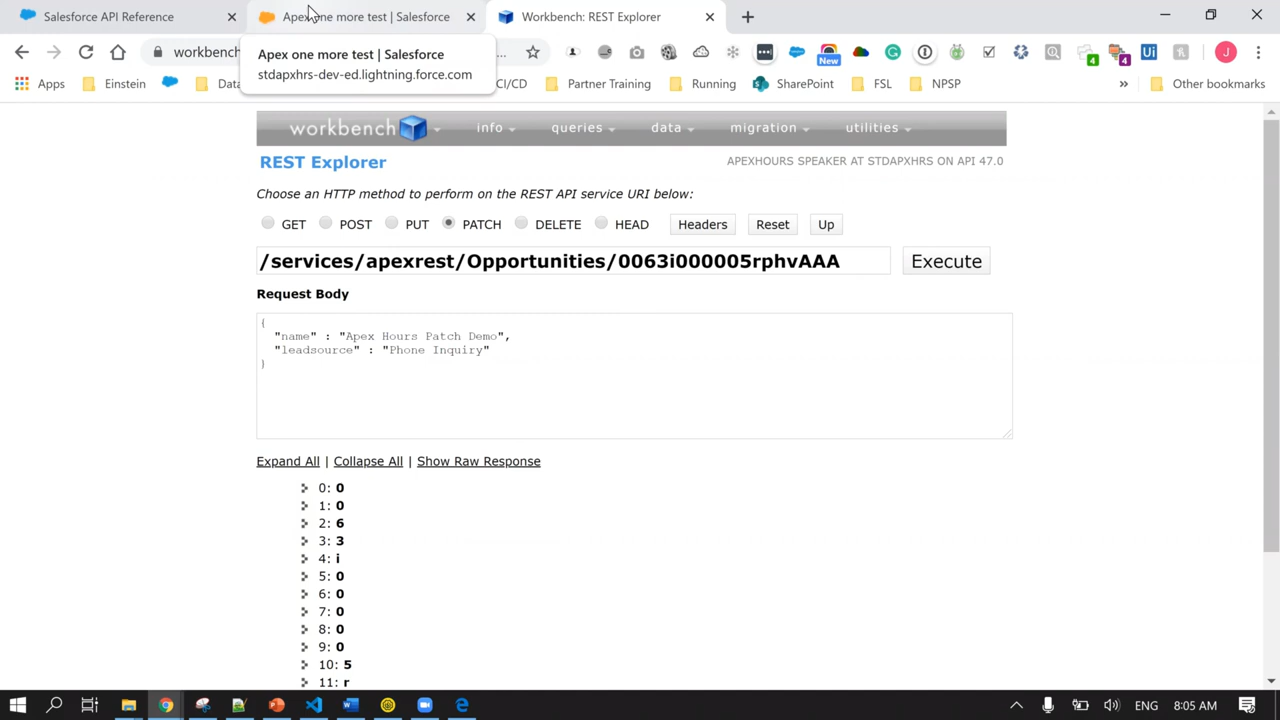 Salesforce API Reference
Apex one more test | Salesforce
Workbench: REST Explorer
workbench
...
New
4
4
Ui
J
Apex one more test | Salesforce
stdapxhrs-dev-ed.lightning.force.com
Apps
Einstein
Data
CI/CD
Partner Training
Running
SharePoint
FSL
NPSP
»
Other bookmarks
workbench
info
queries
data
migration
utilities
REST Explorer
APEXHOURS SPEAKER AT STDAPXHRS ON API 47.0
Choose an HTTP method to perform on the REST API service URI below:
GET POST PUT PATCH DELETE HEAD Headers Reset Up
/services/apexrest/Opportunities/0063i000005rphvAAA
Execute
Request Body
{
"name" : "Apex Hours Patch Demo",
"leadsource" : "Phone Inquiry"
}
Expand All | Collapse All | Show Raw Response
0: 0
1: 0
2: 6
3: 3
4: i
5: 0
6: 0
7: 0
8: 0
9: 0
10: 5
11: r
ENG
8:05 AM